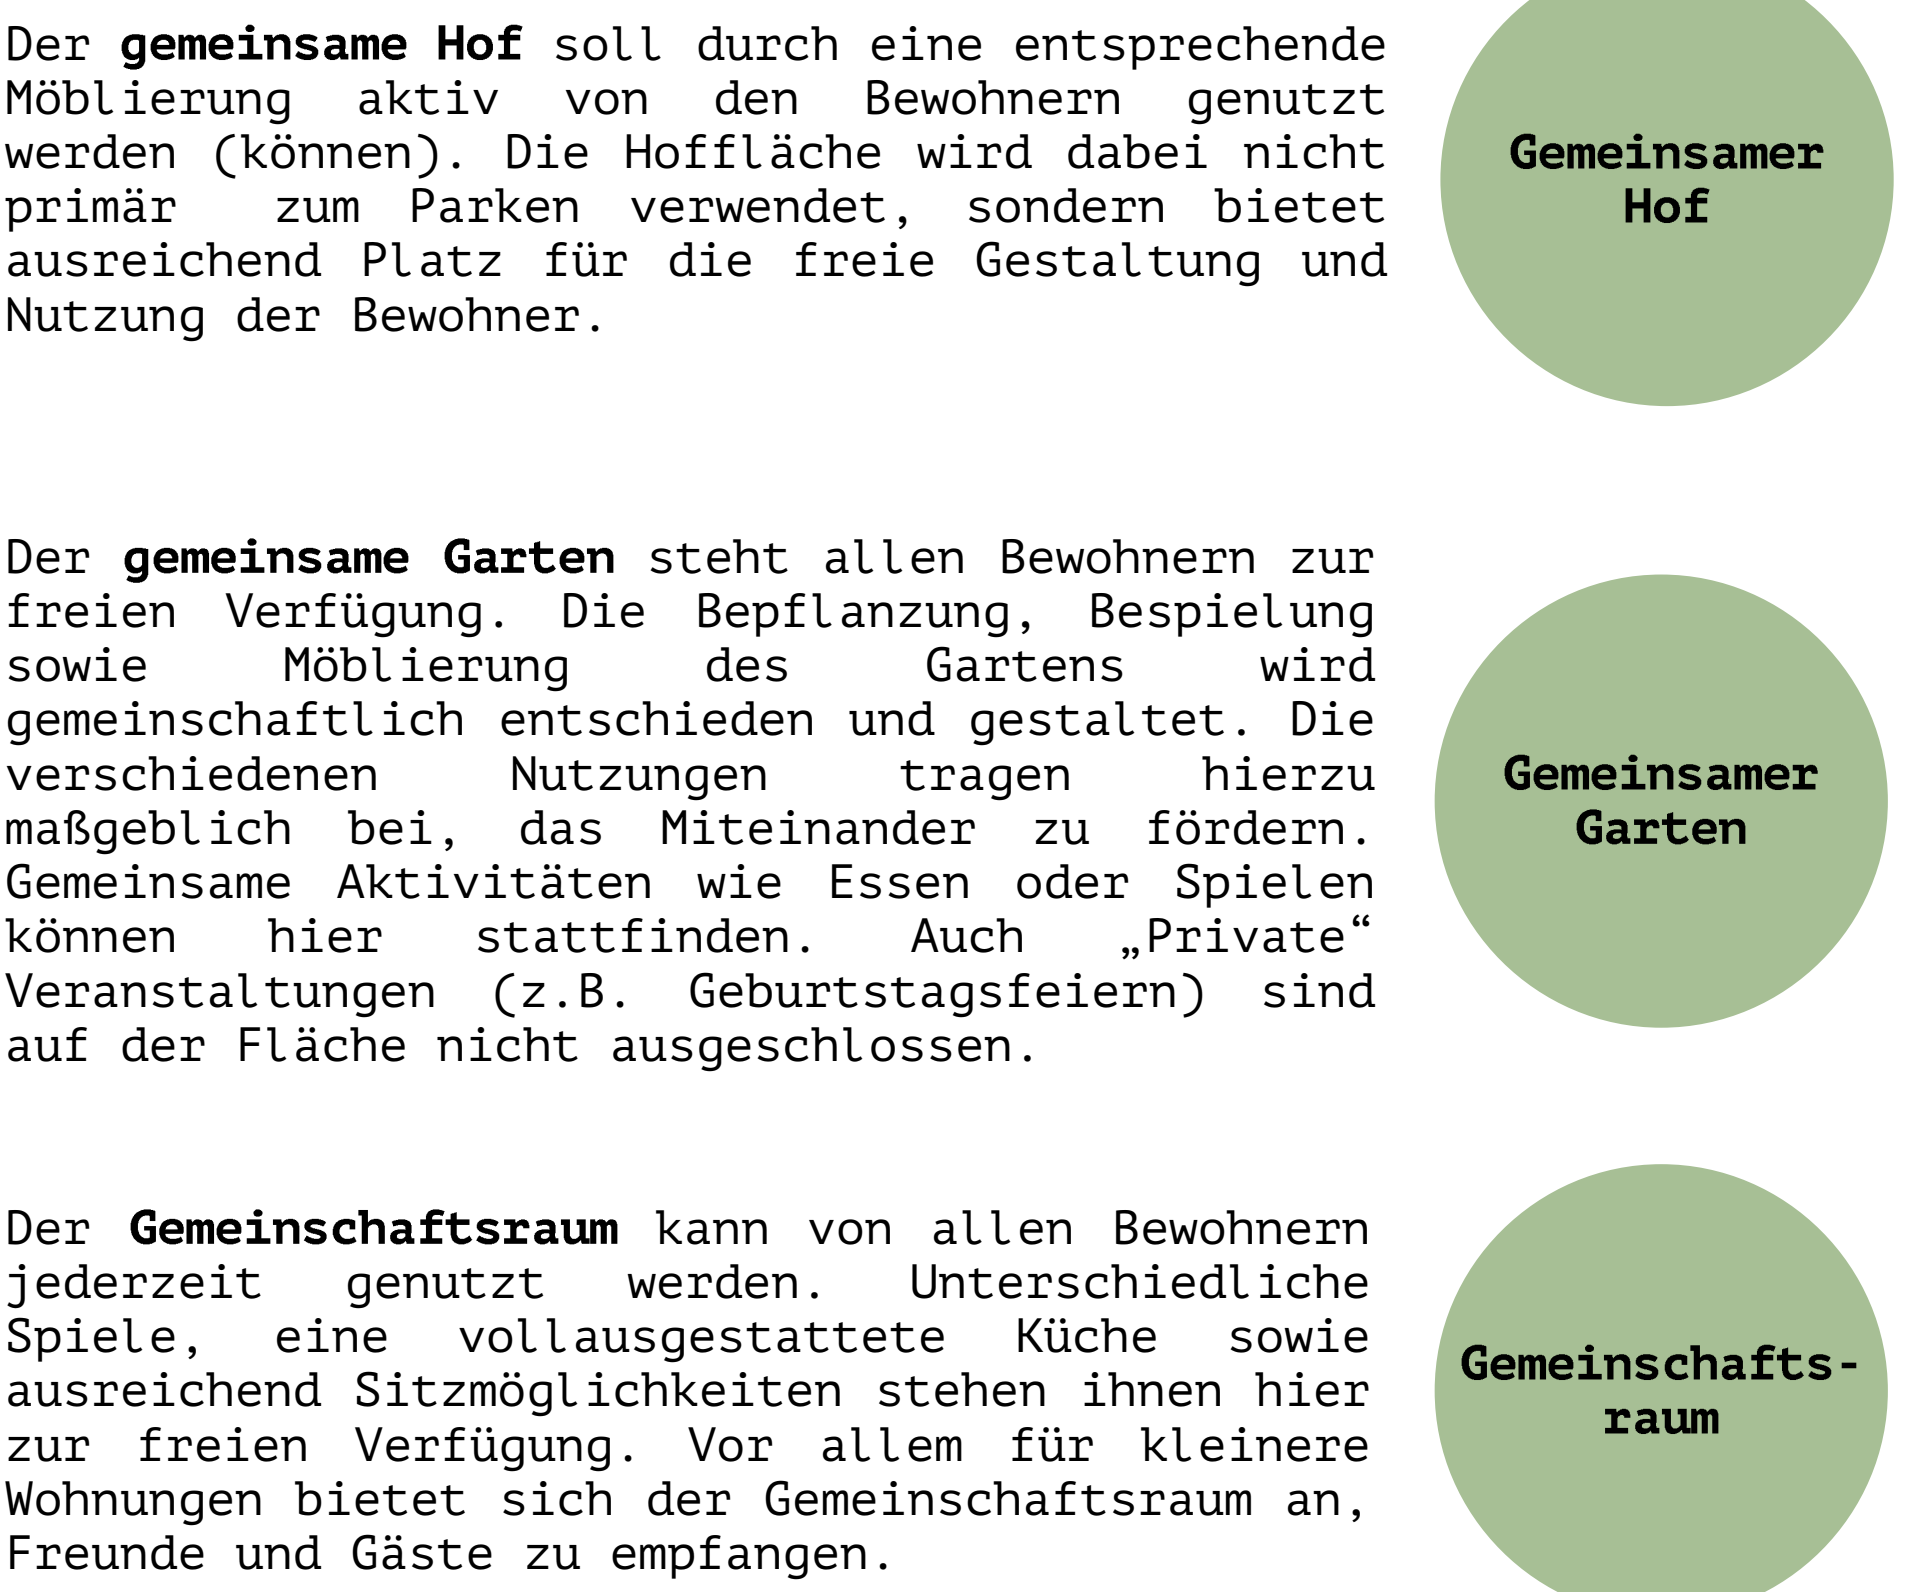 Der gemeinsame Hof soll durch eine entsprechende
Möblierung aktiv von den Bewohnern genutzt
werden (können). Die Hoffläche wird dabei nicht
primär zum Parken verwendet, sondern bietet
ausreichend Platz für die freie Gestaltung und
Nutzung der Bewohner.
Gemeinsamer
Hof
Der gemeinsame Garten steht allen Bewohnern zur
freien Verfügung. Die Bepflanzung, Bespielung
sowie Möblierung des Gartens wird
gemeinschaftlich entschieden und gestaltet. Die
verschiedenen Nutzungen tragen hierzu
maßgeblich bei, das Miteinander zu fördern.
Gemeinsame Aktivitäten wie Essen oder Spielen
können hier stattfinden. Auch „Private“
Veranstaltungen (z.B. Geburtstagsfeiern) sind
auf der Fläche nicht ausgeschlossen.
Gemeinsamer
Garten
Der Gemeinschaftsraum kann von allen Bewohnern
jederzeit genutzt werden. Unterschiedliche
Spiele, eine vollausgestattete Küche sowie
ausreichend Sitzmöglichkeiten stehen ihnen hier
zur freien Verfügung. Vor allem für kleinere
Wohnungen bietet sich der Gemeinschaftsraum an,
Freunde und Gäste zu empfangen.
Gemeinschafts-
raum